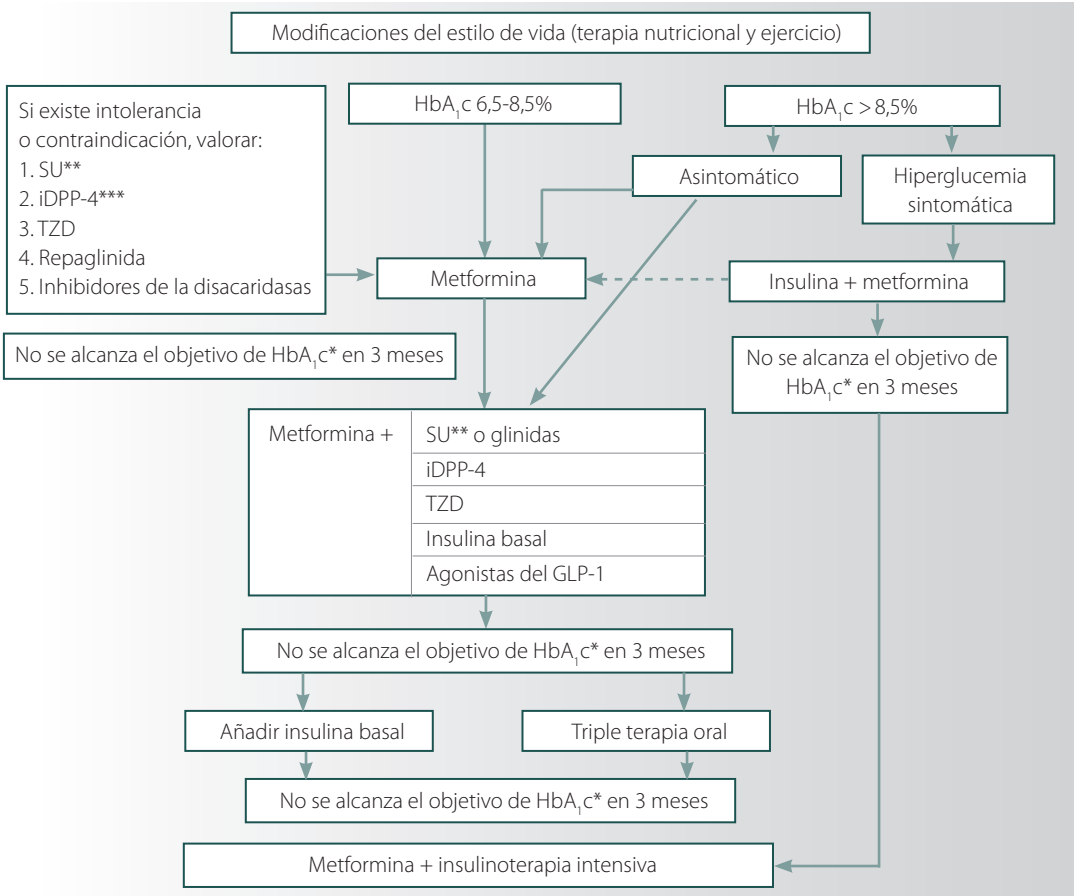 Modificaciones del estilo de vida (terapia nutricional y ejercicio)
Si existe intolerancia
o contraindicación, valorar:
1. SU**
2. iDPP-4***
3. TZD
4. Repaglinida
5. Inhibidores de la disacaridasas
HbA₁c 6,5-8,5%
HbA₁c > 8,5%
Asintomático
Hiperglucemia
sintomática
Metformina
Insulina + metformina
No se alcanza el objetivo de HbA₁c* en 3 meses
No se alcanza el objetivo de
HbA₁c* en 3 meses
Metformina +
SU** o glinidas
iDPP-4
TZD
Insulina basal
Agonistas del GLP-1
No se alcanza el objetivo de HbA₁c* en 3 meses
Añadir insulina basal
Triple terapia oral
No se alcanza el objetivo de HbA₁c* en 3 meses
Metformina + insulinoterapia intensiva